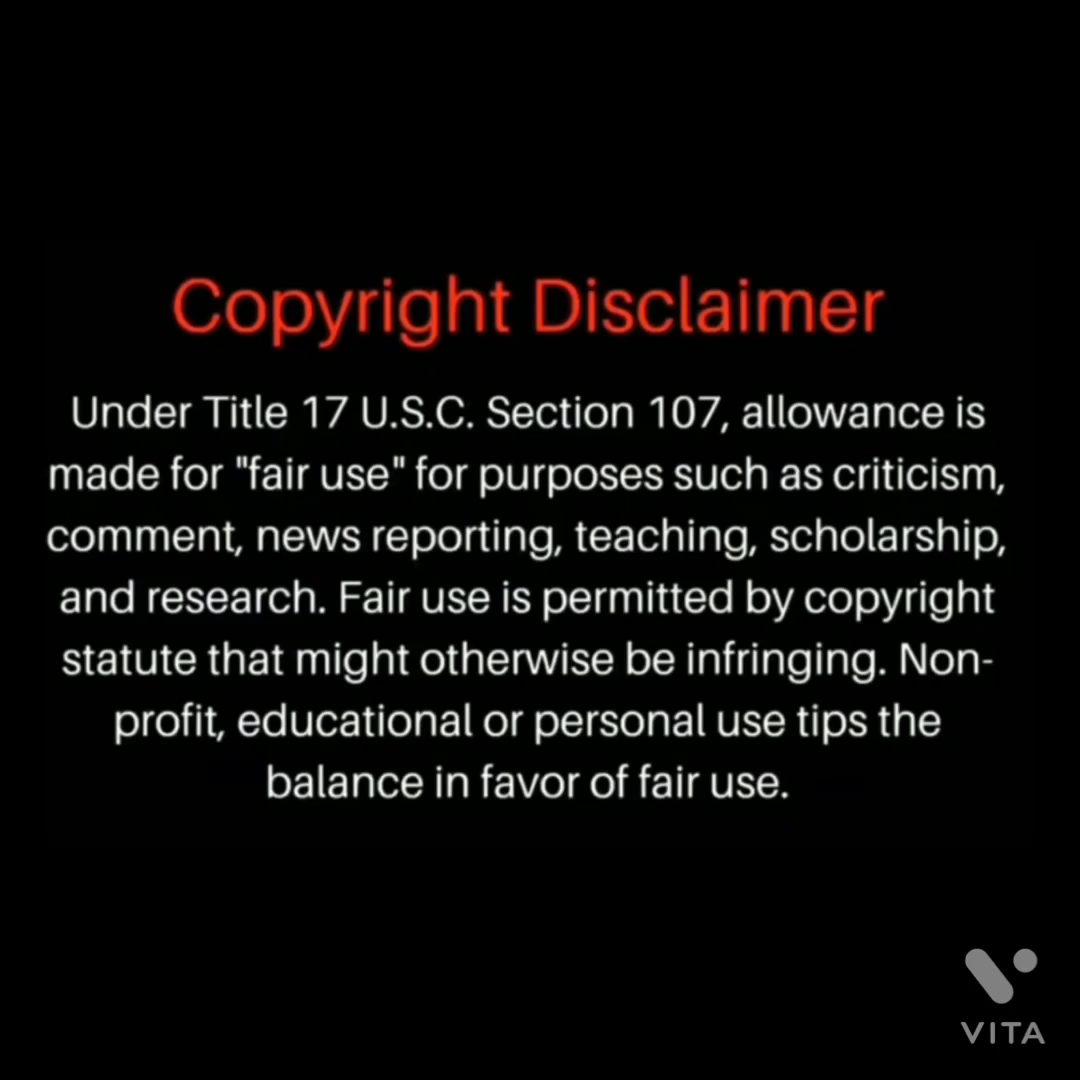 Copyright Disclaimer
Under Title 17 U.S.C. Section 107, allowance is
made for "fair use" for purposes such as criticism,
comment, news reporting, teaching, scholarship,
and research. Fair use is permitted by copyright
statute that might otherwise be infringing. Non-
profit, educational or personal use tips the
balance in favor of fair use.
VITA